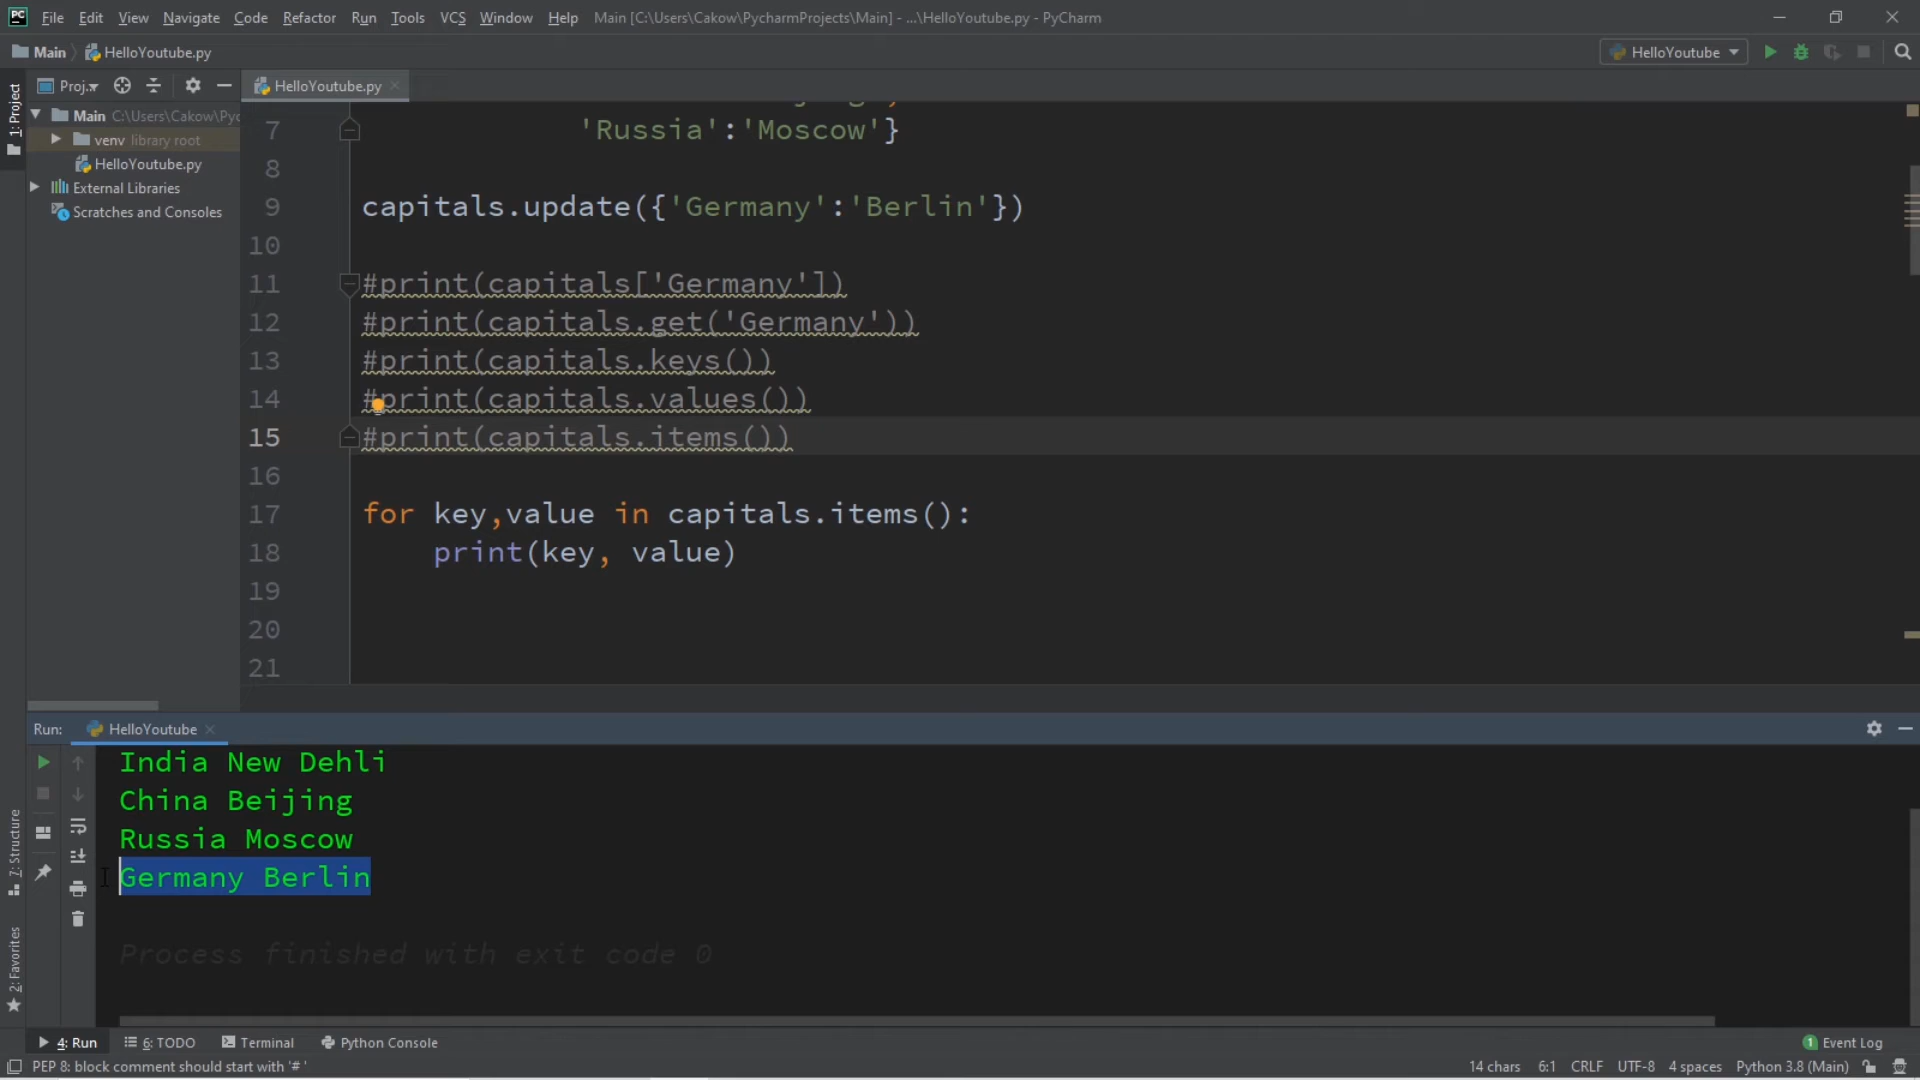 PC File Edit View Navigate Code Refactor Run Tools VCS Window Help Main [C:\Users\Cakow\PycharmProjects\Main] - ...\HelloYoutube.py - PyCharm
Main HelloYoutube.py HelloYoutube
1: Project Proj... HelloYoutube.py
Main C:\Users\Cakow\Pyc
venv library root
HelloYoutube.py
External Libraries
Scratches and Consoles
7 'Russia':'Moscow'}
8
9 capitals.update({'Germany':'Berlin'})
10
11 #print(capitals['Germany'])
12 #print(capitals.get('Germany'))
13 #print(capitals.keys())
14 #print(capitals.values())
15 #print(capitals.items())
16
17 for key,value in capitals.items():
18 print(key, value)
19
20
21
Run: HelloYoutube
India New Dehli
China Beijing
Russia Moscow
Germany Berlin
Process finished with exit code 0
7: Structure
2: Favorites
4: Run 6: TODO Terminal Python Console 1 Event Log
PEP 8: block comment should start with '# ' 14 chars 6:1 CRLF UTF-8 4 spaces Python 3.8 (Main)